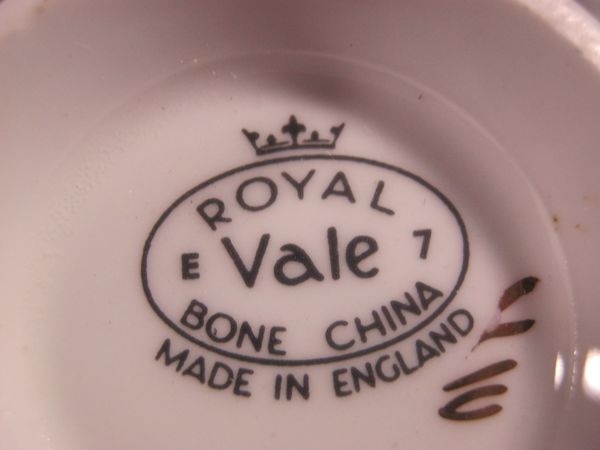 ROYAL
E Vale 7
BONE CHINA
MADE IN ENGLAND